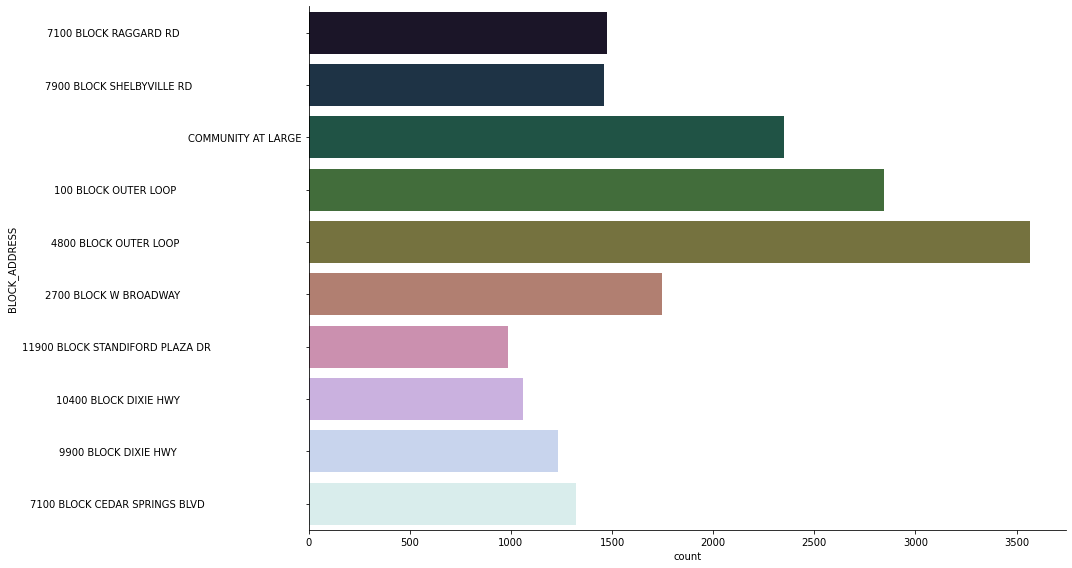 7100 BLOCK RAGGARD RD
7900 BLOCK SHELBYVILLE RD
COMMUNITY AT LARGE
100 BLOCK OUTER LOOP
4800 BLOCK OUTER LOOP
2700 BLOCK W BROADWAY
11900 BLOCK STANDIFORD PLAZA DR
10400 BLOCK DIXIE HWY
9900 BLOCK DIXIE HWY
7100 BLOCK CEDAR SPRINGS BLVD
BLOCK_ADDRESS
0 500 1000 1500 2000 2500 3000 3500
count